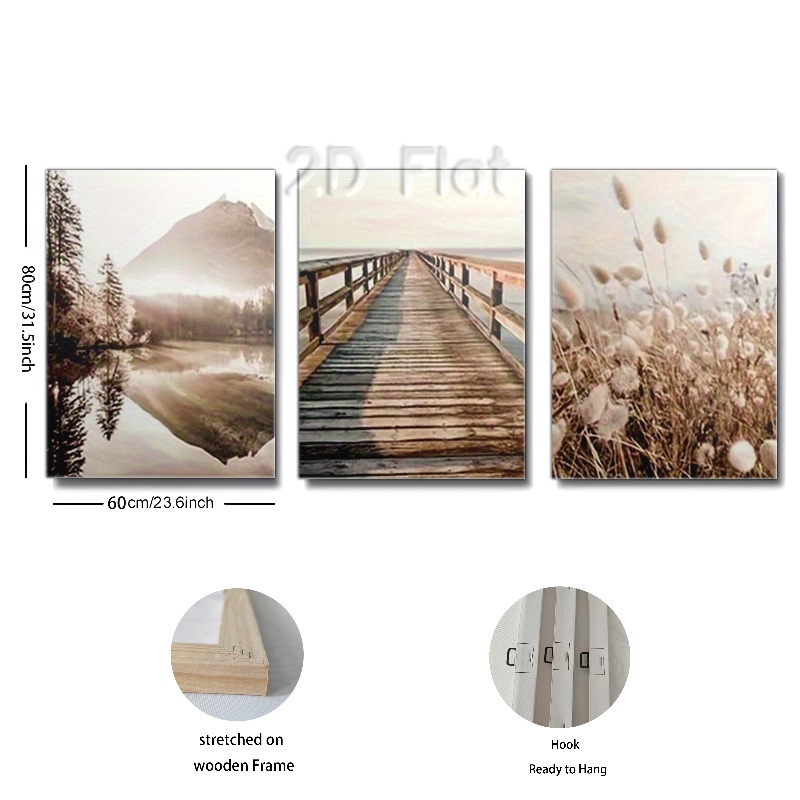 2D Flat
80cm/31.5inch
60cm/23.6inch
stretched on
wooden Frame
Hook
Ready to Hang